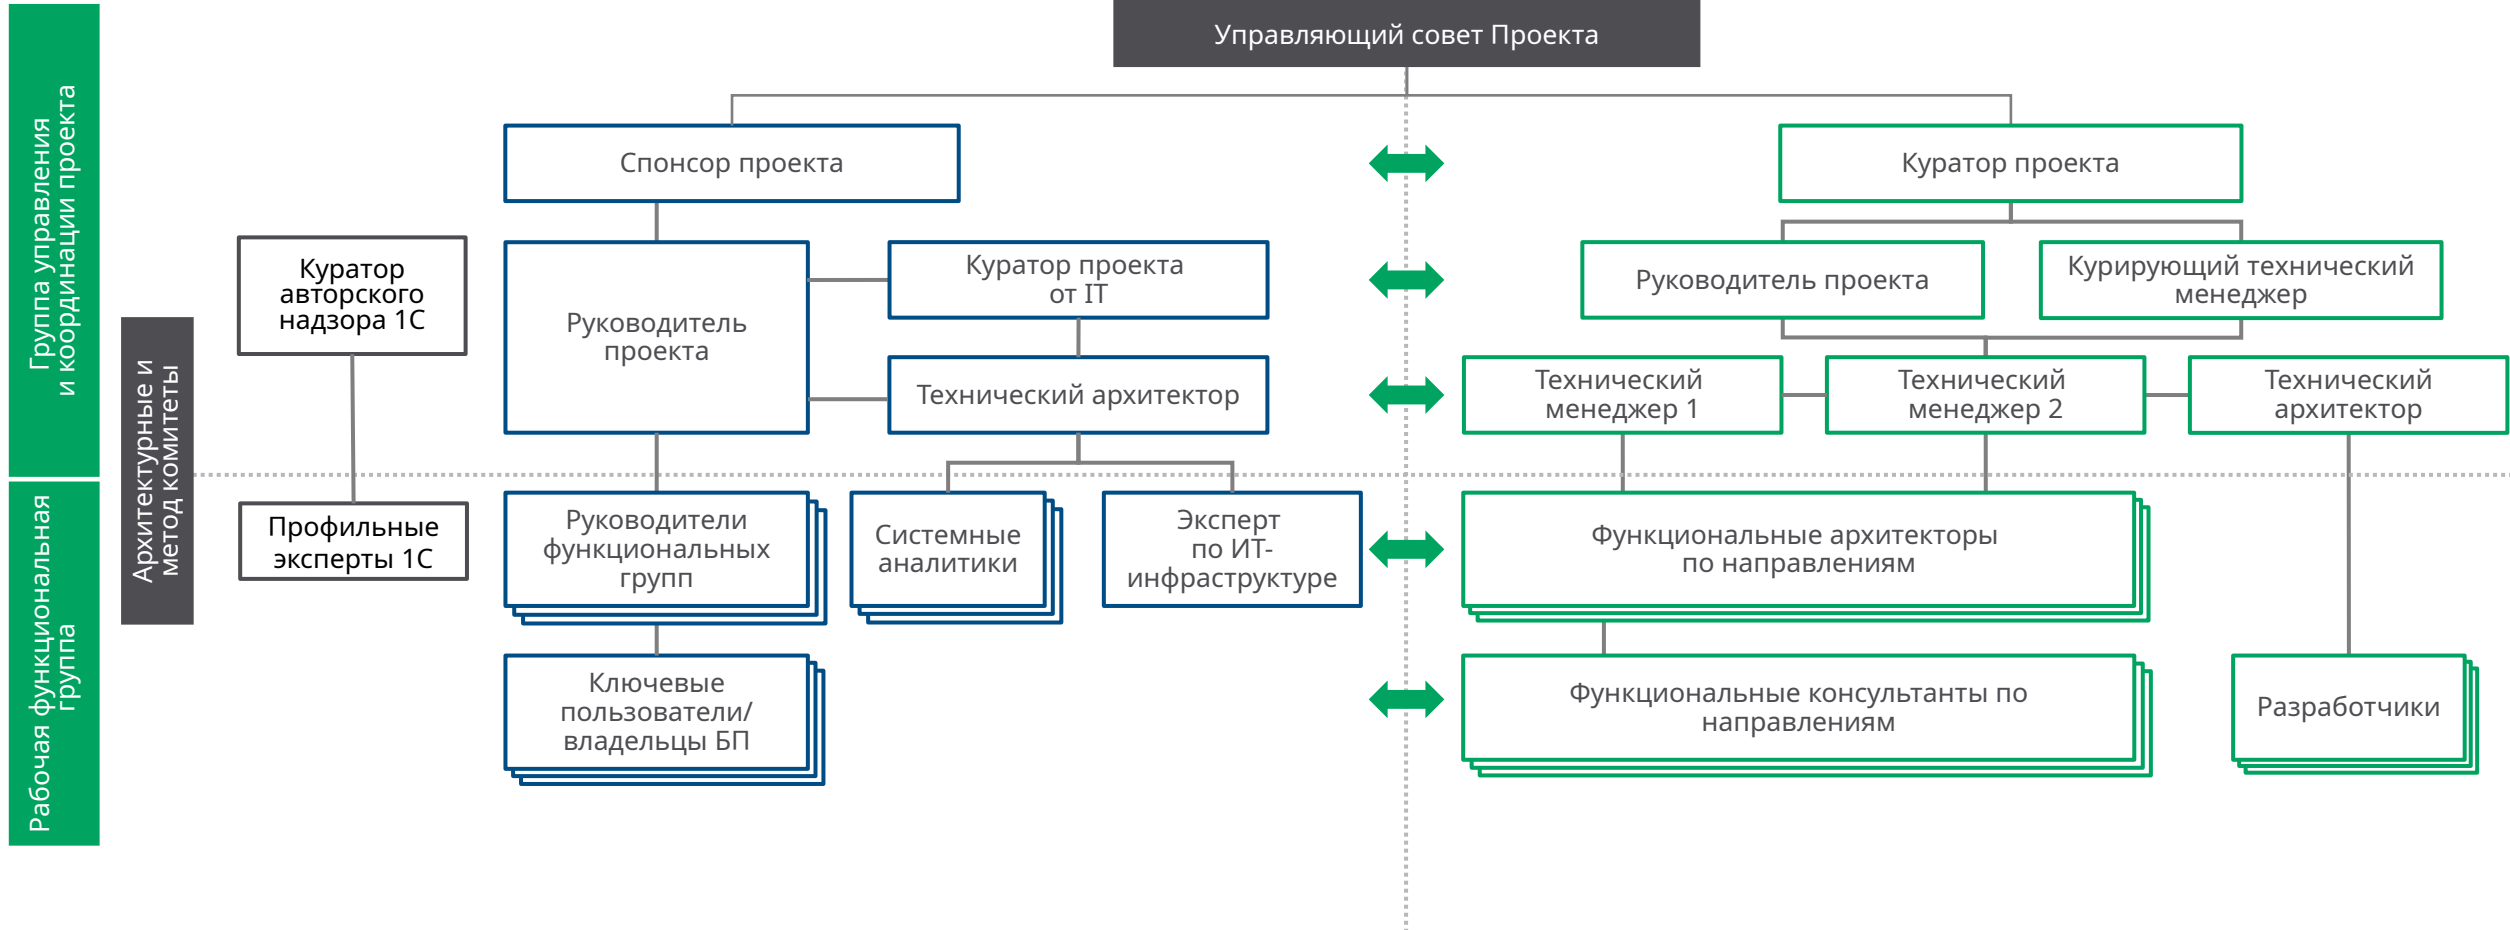 Управляющий совет Проекта
Группа управления
и координации проекта
Спонсор проекта
Куратор проекта
Куратор
авторского
надзора 1С
Руководитель
проекта
Куратор проекта
от IT
Руководитель проекта
Курирующий технический
менеджер
Архитектурные и
метод комитеты
Технический архитектор
Технический
менеджер 1
Технический
менеджер 2
Технический
архитектор
Рабочая функциональная
группа
Профильные
эксперты 1С
Руководители
функциональных
групп
Системные
аналитики
Эксперт
по ИТ-
инфраструктуре
Функциональные архитекторы
по направлениям
Ключевые
пользователи/
владельцы БП
Функциональные консультанты по
направлениям
Разработчики